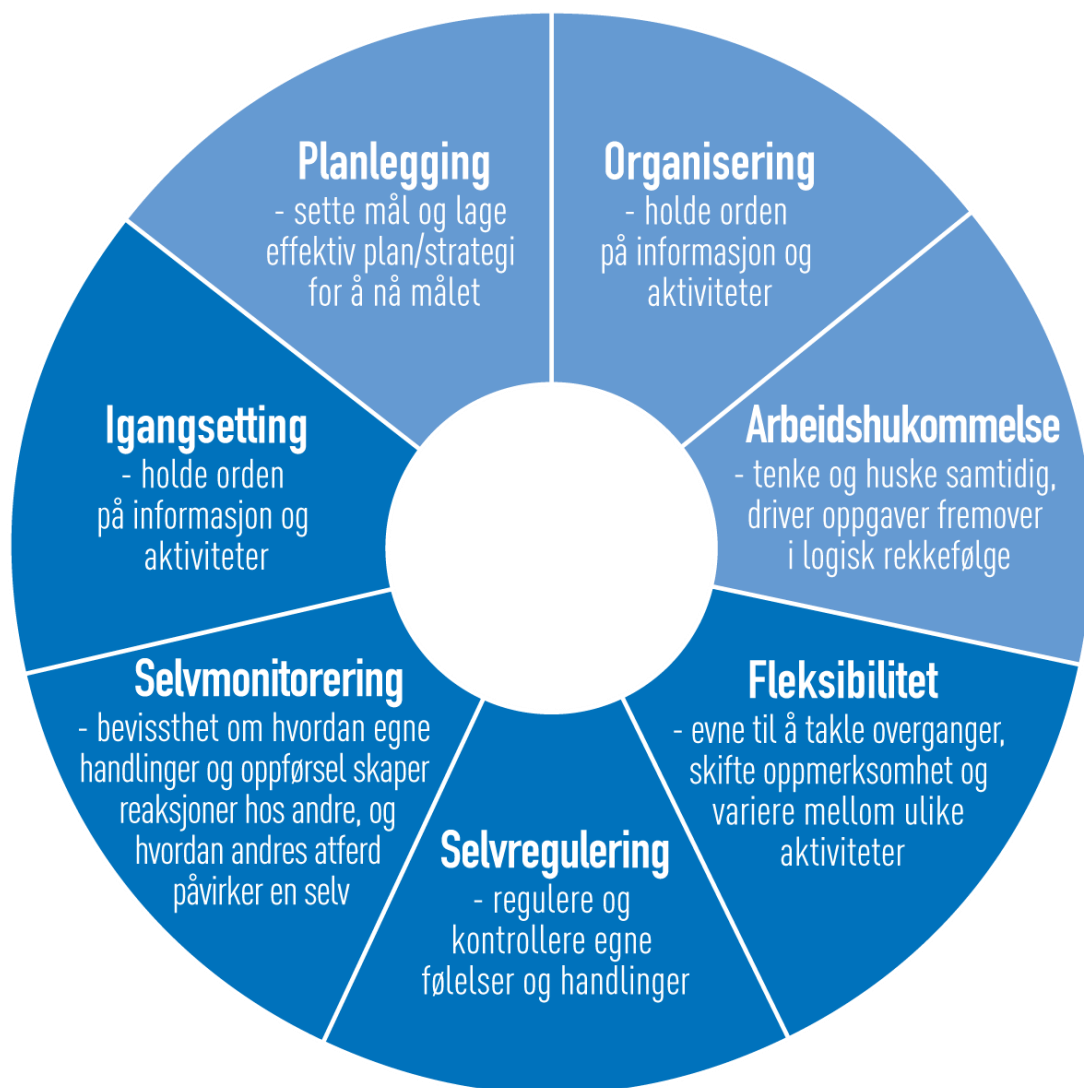 Planlegging
- sette mål og lage
effektiv plan/strategi
for å nå målet
Organisering
- holde orden
på informasjon og
aktiviteter
Arbeidshukommelse
- tenke og huske samtidig,
driver oppgaver fremover
i logisk rekkefølge
Fleksibilitet
- evne til å takle overganger,
skifte oppmerksomhet og
variere mellom ulike
aktiviteter
Selvregulering
- regulere og
kontrollere egne
følelser og handlinger
Selvmonitorering
- bevissthet om hvordan egne
handlinger og oppførsel skaper
reaksjoner hos andre, og
hvordan andres atferd
påvirker en selv
Igangsetting
- holde orden
på informasjon og
aktiviteter